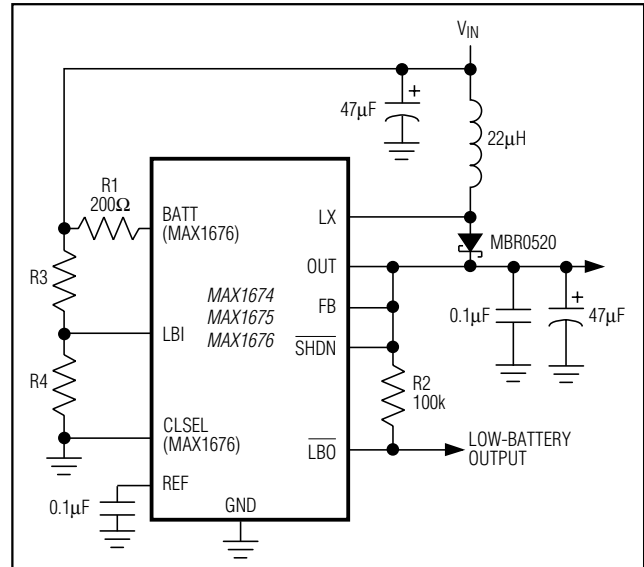 VIN
47µF
+
22µH
R1
200Ω
BATT
(MAX1676)
LX
MBR0520
OUT
R3
MAX1674
MAX1675
MAX1676
FB
+
0.1µF
47µF
LBI
SHDN
R4
R2
100k
CLSEL
(MAX1676)
LBO
LOW-BATTERY
OUTPUT
REF
0.1µF
GND